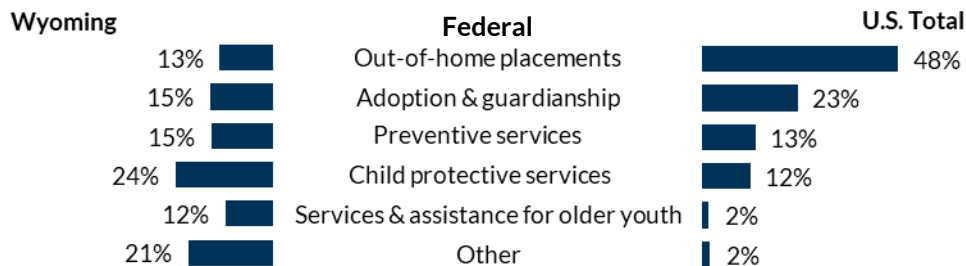 Wyoming Federal U.S. Total
13% Out-of-home placements 48%
15% Adoption & guardianship 23%
15% Preventive services 13%
24% Child protective services 12%
12% Services & assistance for older youth 2%
21% Other 2%